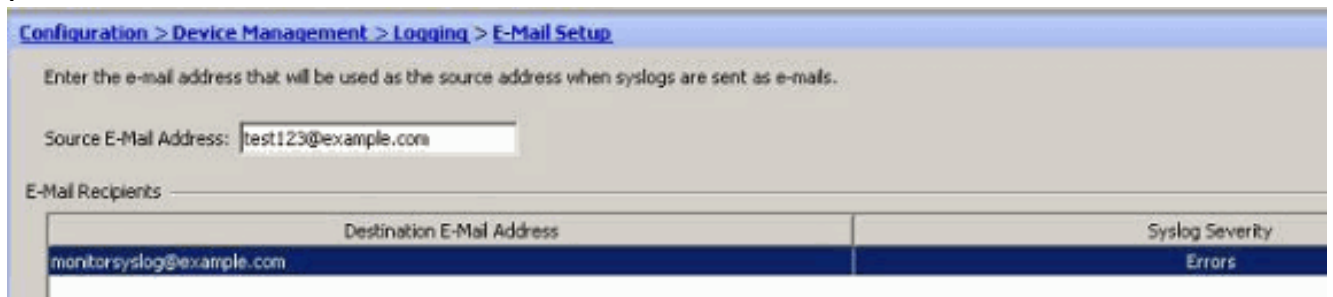 Configuration > Device Management > Logging > E-Mail Setup
Enter the e-mail address that will be used as the source address when syslogs are sent as e-mails.
Source E-Mail Address: test123@example.com
E-Mail Recipients
Destination E-Mail Address Syslog Severity
monitorsyslog@example.com Errors